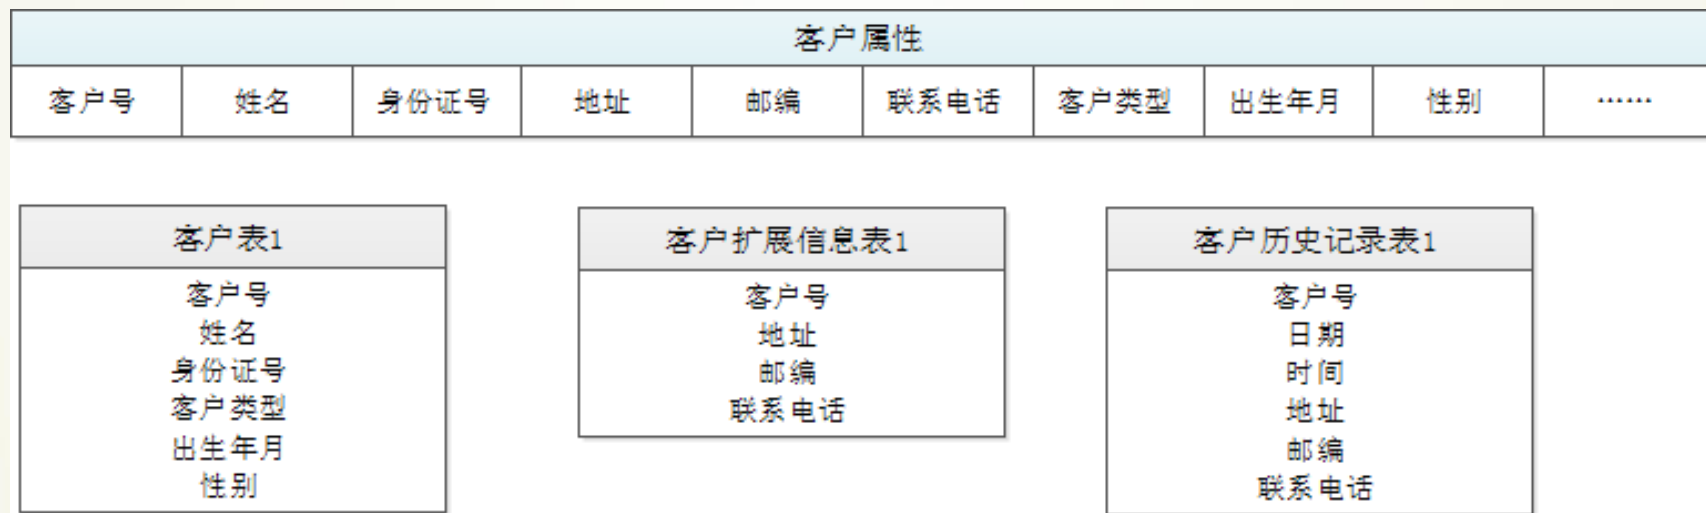 客户属性
客户号 姓名 身份证号 地址 邮编 联系电话 客户类型 出生年月 性别 ……
客户表1
客户号
姓名
身份证号
客户类型
出生年月
性别
客户扩展信息表1
客户号
地址
邮编
联系电话
客户历史记录表1
客户号
日期
时间
地址
邮编
联系电话